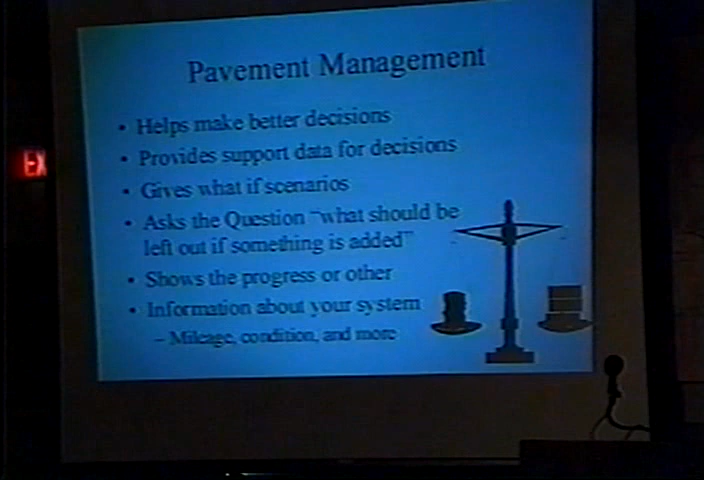 Pavement Management
• Helps make better decisions
• Provides support data for decisions
• Gives what if scenarios
• Asks the Question "what should be
left out if something is added"
• Shows the progress or other
• Information about your system
– Mileage, condition, and more
EX